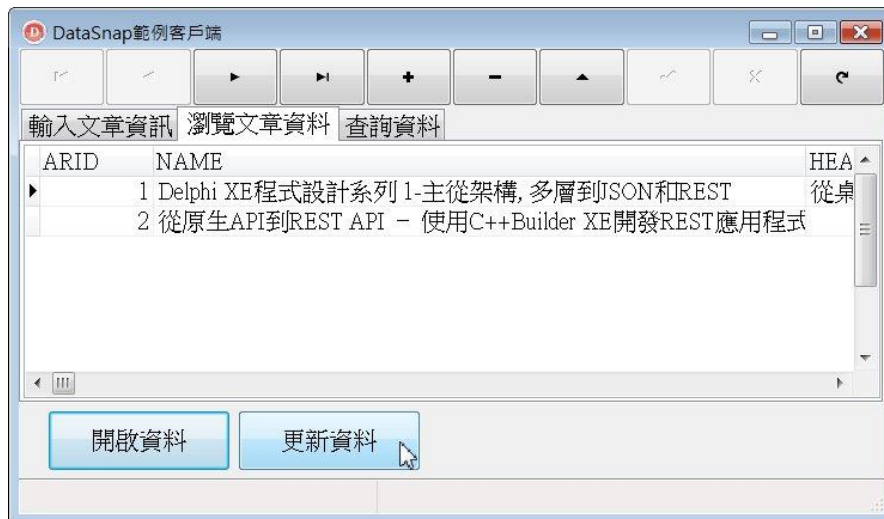 DataSnap範例客戶端
輸入文章資訊 瀏覽文章資料 查詢資料
ARID NAME HEA
1 Delphi XE程式設計系列 1-主從架構, 多層到JSON和REST 從桌
2 從原生API到REST API － 使用C++Builder XE開發REST應用程式
開啟資料 更新資料